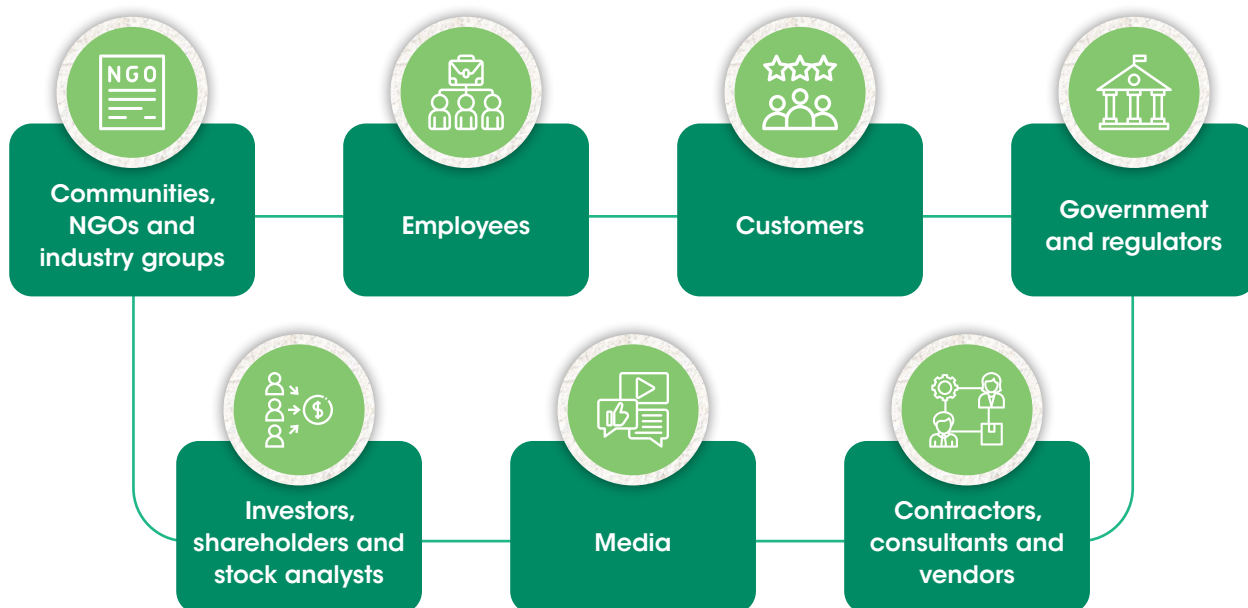 NGO
Communities,
NGOs and
industry groups
Employees
Customers
Government
and regulators
$
Investors,
shareholders and
stock analysts
Media
Contractors,
consultants and
vendors